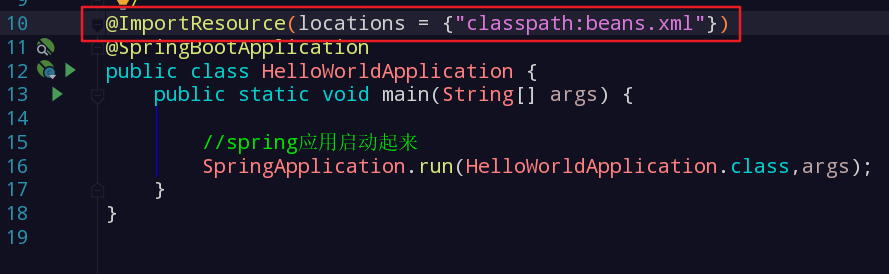 9 */
10 @ImportResource(locations = {"classpath:beans.xml"})
11 @SpringBootApplication
12 public class HelloWorldApplication {
13 public static void main(String[] args) {
14
15 //spring应用启动起来
16 SpringApplication.run(HelloWorldApplication.class,args);
17 }
18 }
19